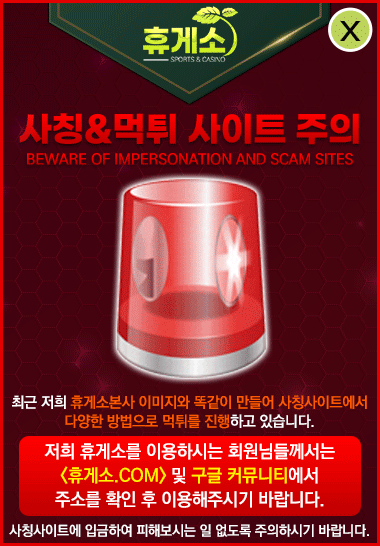 휴게소
SPORTS & CASINO
X
사칭&먹튀 사이트 주의
BEWARE OF IMPERSONATION AND SCAM SITES
최근 저희 휴게소본사 이미지와 똑같이 만들어 사칭사이트에서
다양한 방법으로 먹튀를 진행하고 있습니다.
저희 휴게소를 이용하시는 회원님들께서는
<휴게소.COM> 및 구글 커뮤니티에서
주소를 확인 후 이용해주시기 바랍니다.
사칭사이트에 입금하여 피해보시는 일 없도록 주의하시기 바랍니다.